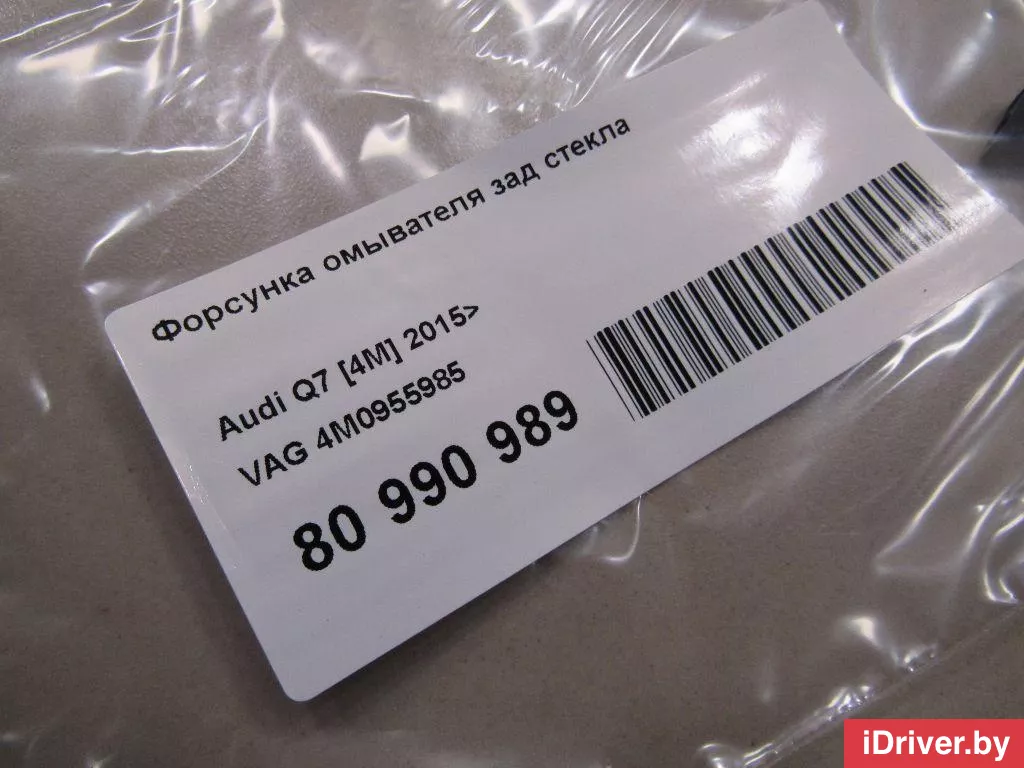 Форсунка омывателя зад стекла
Audi Q7 [4M] 2015>
VAG 4M0955985
80 990 989
iDriver.by